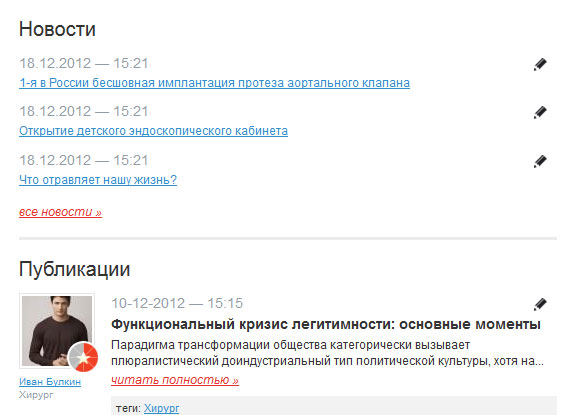 Новости
18.12.2012 — 15:21
1-я в России бесшовная имплантация протеза аортального клапана
18.12.2012 — 15:21
Открытие детского эндоскопического кабинета
18.12.2012 — 15:21
Что отравляет нашу жизнь?
все новости »
Публикации
10-12-2012 — 15:15
Функциональный кризис легитимности: основные моменты
Парадигма трансформации общества категорически вызывает
плюралистический доиндустриальный тип политической культуры, хотя на...
читать полностью »
Иван Булкин
Хирург
теги: Хирург